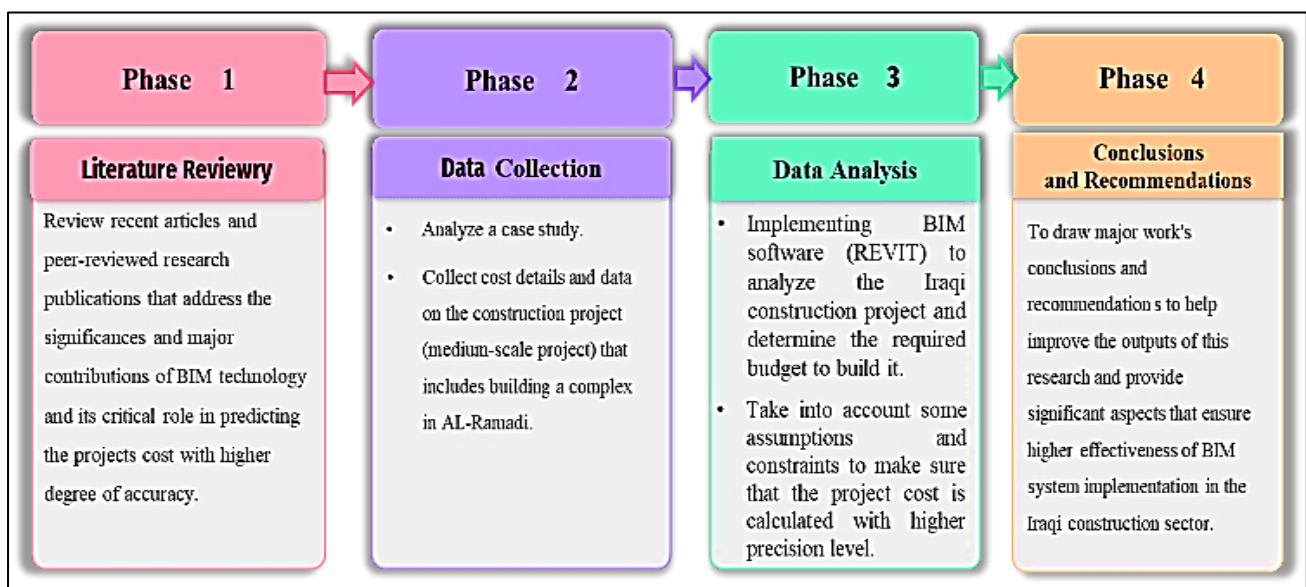 Phase 1
Phase 2
Phase 3
Phase 4
Literature Reviewry
Review recent articles and
peer-reviewed research
publications that address the
significances and major
contributions of BIM technology
and its critical role in predicting
the projects cost with higher
degree of accuracy.
Data Collection
• Analyze a case study.
• Collect cost details and data
on the construction project
(medium-scale project) that
includes building a complex
in AL-Ramadi.
Data Analysis
• Implementing BIM
software (REVIT) to
analyze the Iraqi
construction project and
determine the required
budget to build it.
• Take into account some
assumptions and
constraints to make sure
that the project cost is
calculated with higher
precision level.
Conclusions
and Recommendations
To draw major work's
conclusions and
recommendation s to help
improve the outputs of this
research and provide
significant aspects that ensure
higher effectiveness of BIM
system implementation in the
Iraqi construction sector.